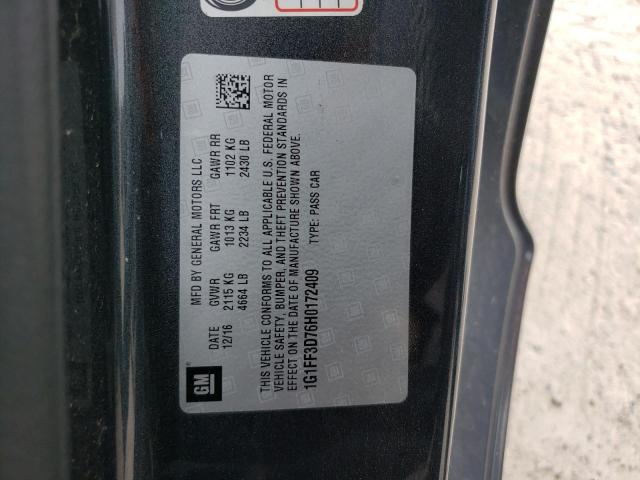 MFD BY GENERAL MOTORS LLC
DATE GVWR GAWR FRT GAWR RR
12/16 2115 KG 1013 KG 1102 KG
4664 LB 2234 LB 2430 LB
THIS VEHICLE CONFORMS TO ALL APPLICABLE U.S. FEDERAL MOTOR
VEHICLE SAFETY, BUMPER, AND THEFT PREVENTION STANDARDS IN
EFFECT ON THE DATE OF MANUFACTURE SHOWN ABOVE.
1G1FF3D76H0172409 TYPE: PASS CAR
GM